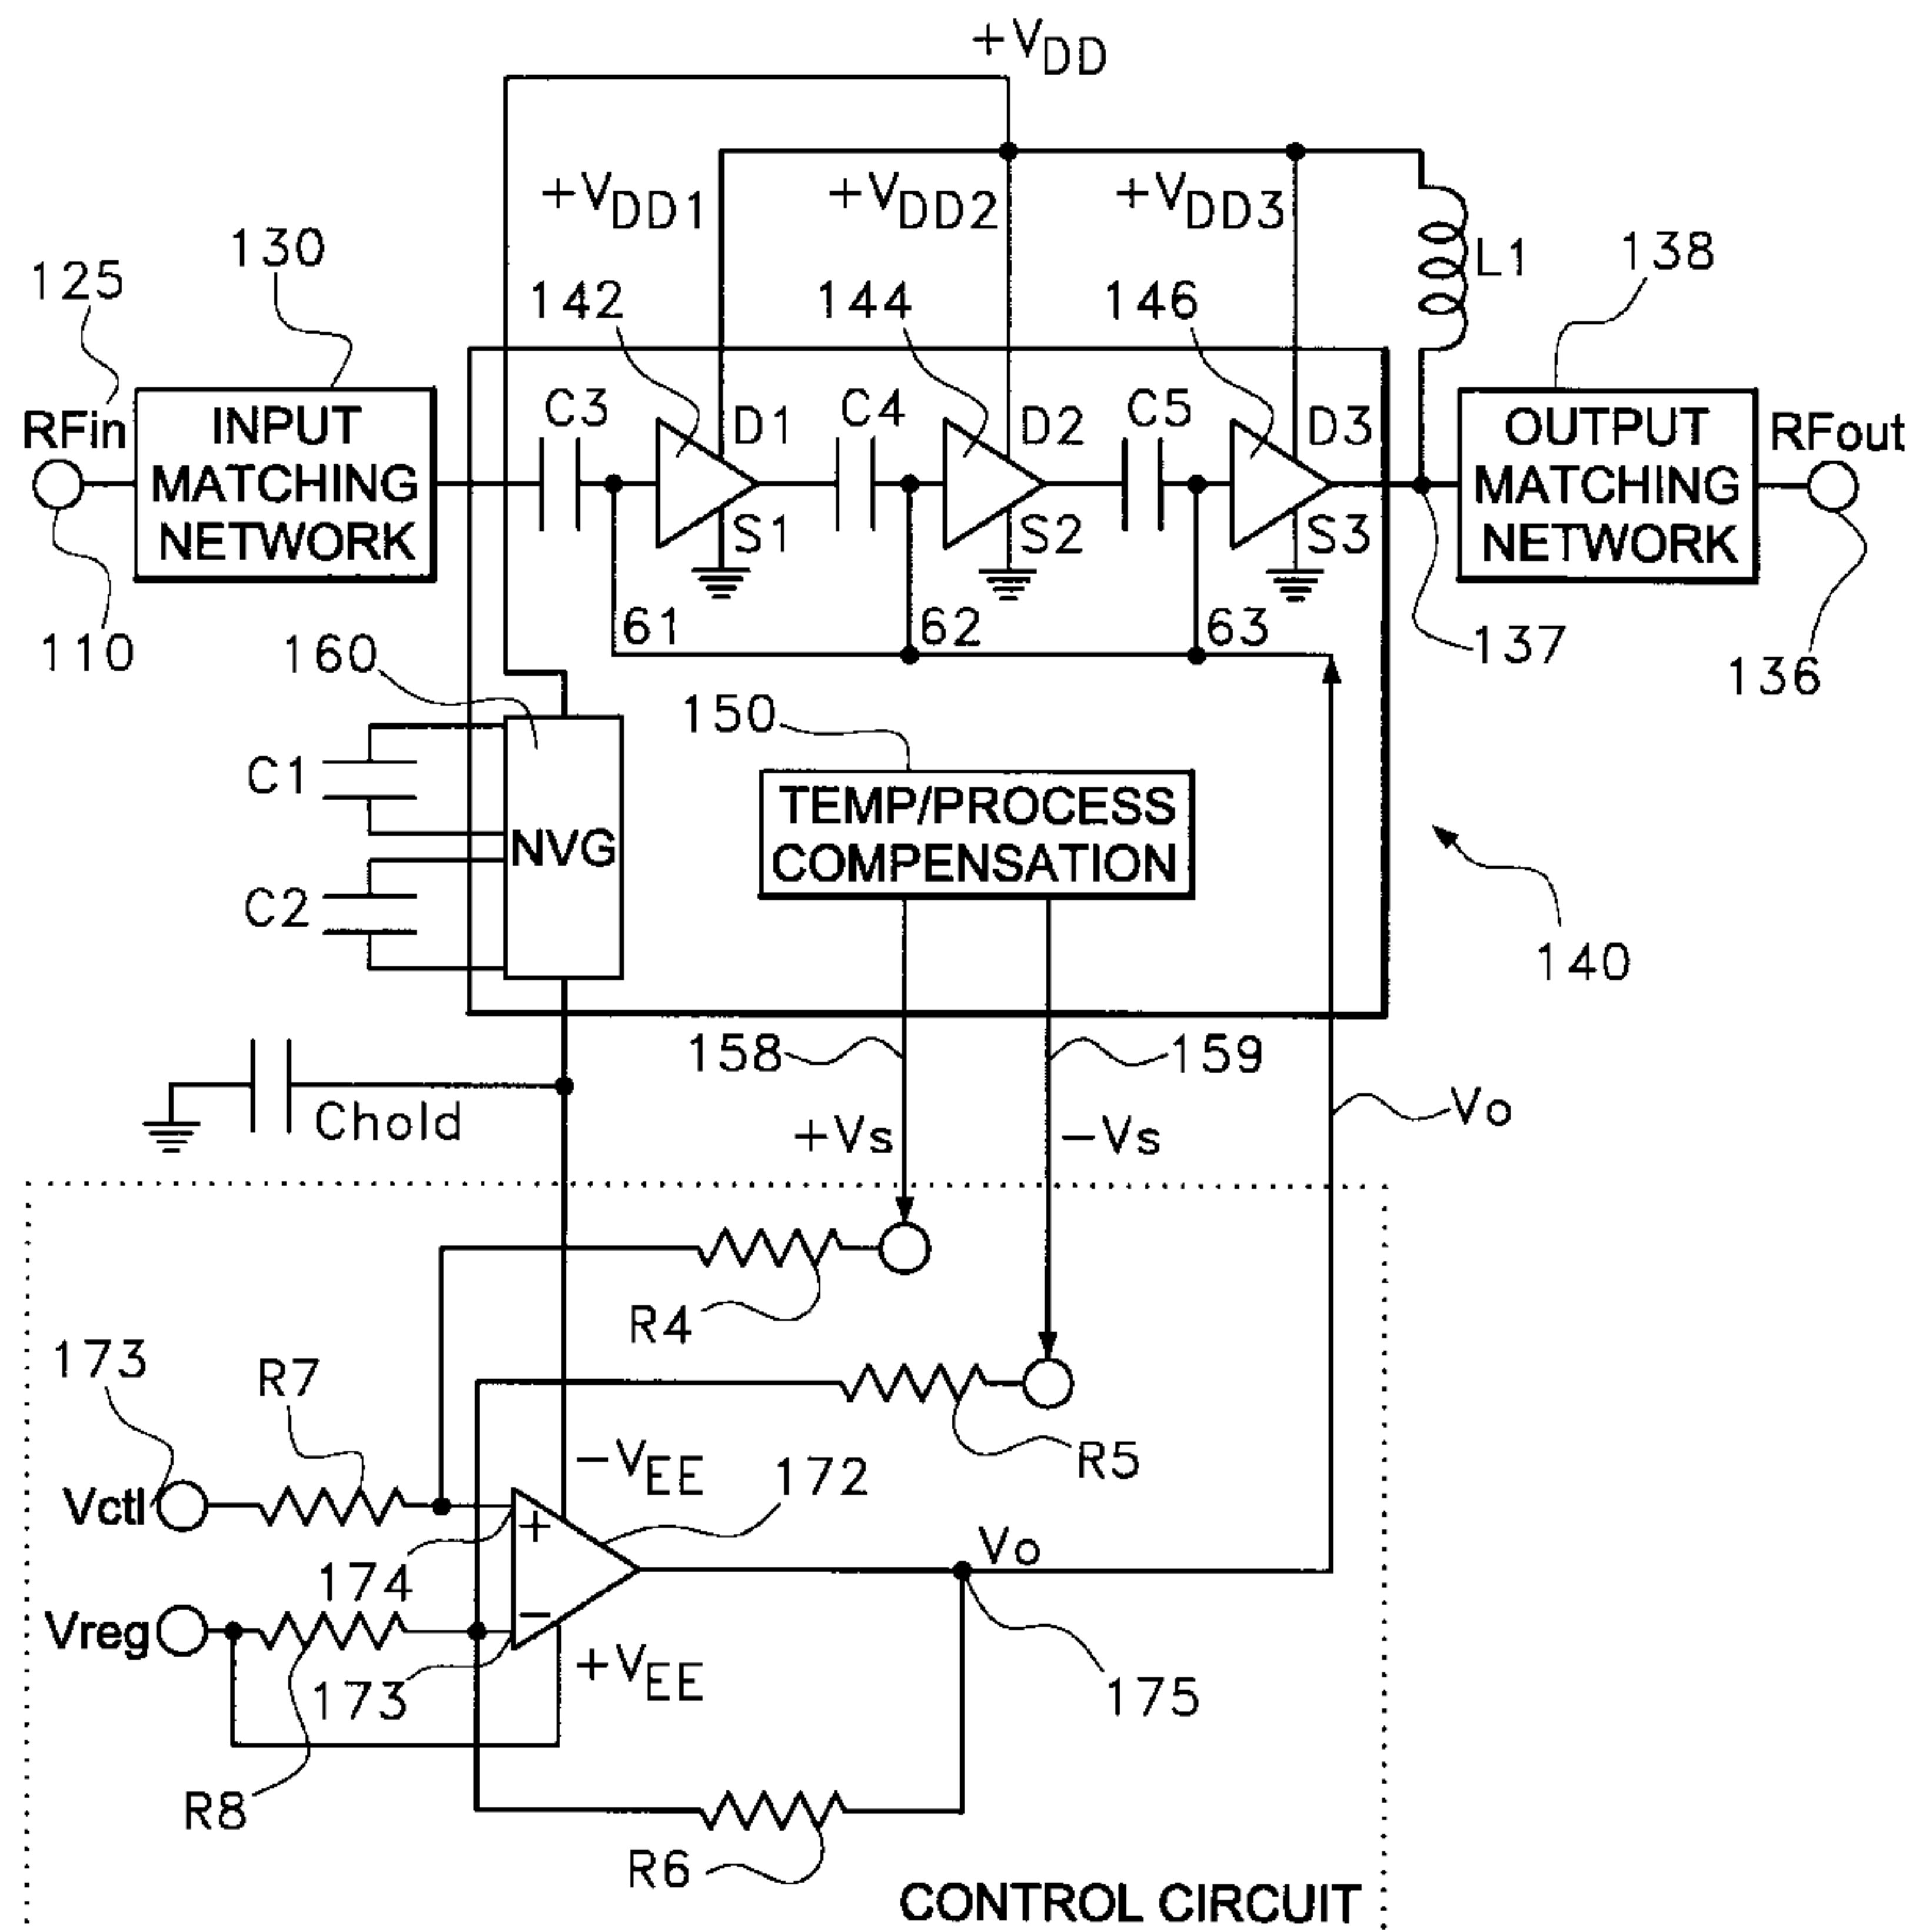 +VDD
+VDD1
+VDD2
+VDD3
L1
130
138
125
142
144
146
RFin
INPUT
MATCHING
NETWORK
C3
D1
C4
D2
C5
D3
OUTPUT
MATCHING
NETWORK
RFout
S1
S2
S3
110
160
61
62
63
137
136
150
C1
TEMP/PROCESS
COMPENSATION
NVG
C2
140
158
159
Chold
+Vs
−Vs
Vo
R4
173
R7
R5
−VEE
172
Vctl
+
174
Vo
Vreg
−
173
+VEE
175
R8
R6
CONTROL CIRCUIT